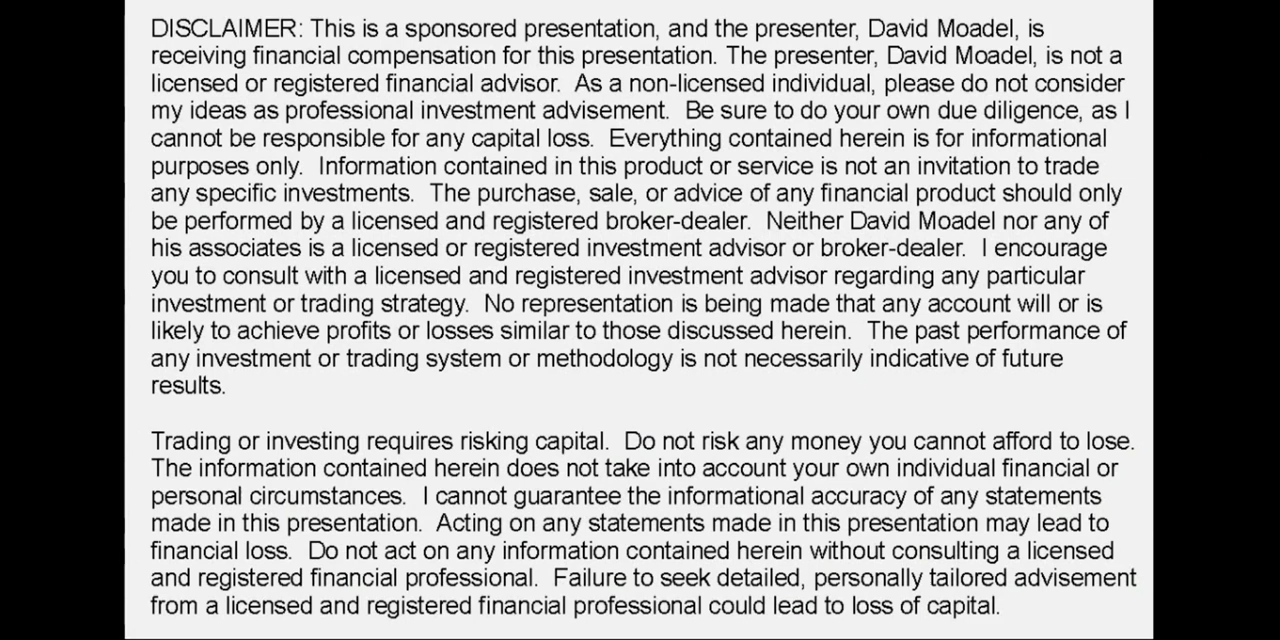 DISCLAIMER: This is a sponsored presentation, and the presenter, David Moadel, is
receiving financial compensation for this presentation. The presenter, David Moadel, is not a
licensed or registered financial advisor.  As a non-licensed individual, please do not consider
my ideas as professional investment advisement.  Be sure to do your own due diligence, as I
cannot be responsible for any capital loss.  Everything contained herein is for informational
purposes only.  Information contained in this product or service is not an invitation to trade
any specific investments.  The purchase, sale, or advice of any financial product should only
be performed by a licensed and registered broker-dealer.  Neither David Moadel nor any of
his associates is a licensed or registered investment advisor or broker-dealer.  I encourage
you to consult with a licensed and registered investment advisor regarding any particular
investment or trading strategy.  No representation is being made that any account will or is
likely to achieve profits or losses similar to those discussed herein.  The past performance of
any investment or trading system or methodology is not necessarily indicative of future
results.
Trading or investing requires risking capital.  Do not risk any money you cannot afford to lose.
The information contained herein does not take into account your own individual financial or
personal circumstances.  I cannot guarantee the informational accuracy of any statements
made in this presentation.  Acting on any statements made in this presentation may lead to
financial loss.  Do not act on any information contained herein without consulting a licensed
and registered financial professional.  Failure to seek detailed, personally tailored advisement
from a licensed and registered financial professional could lead to loss of capital.